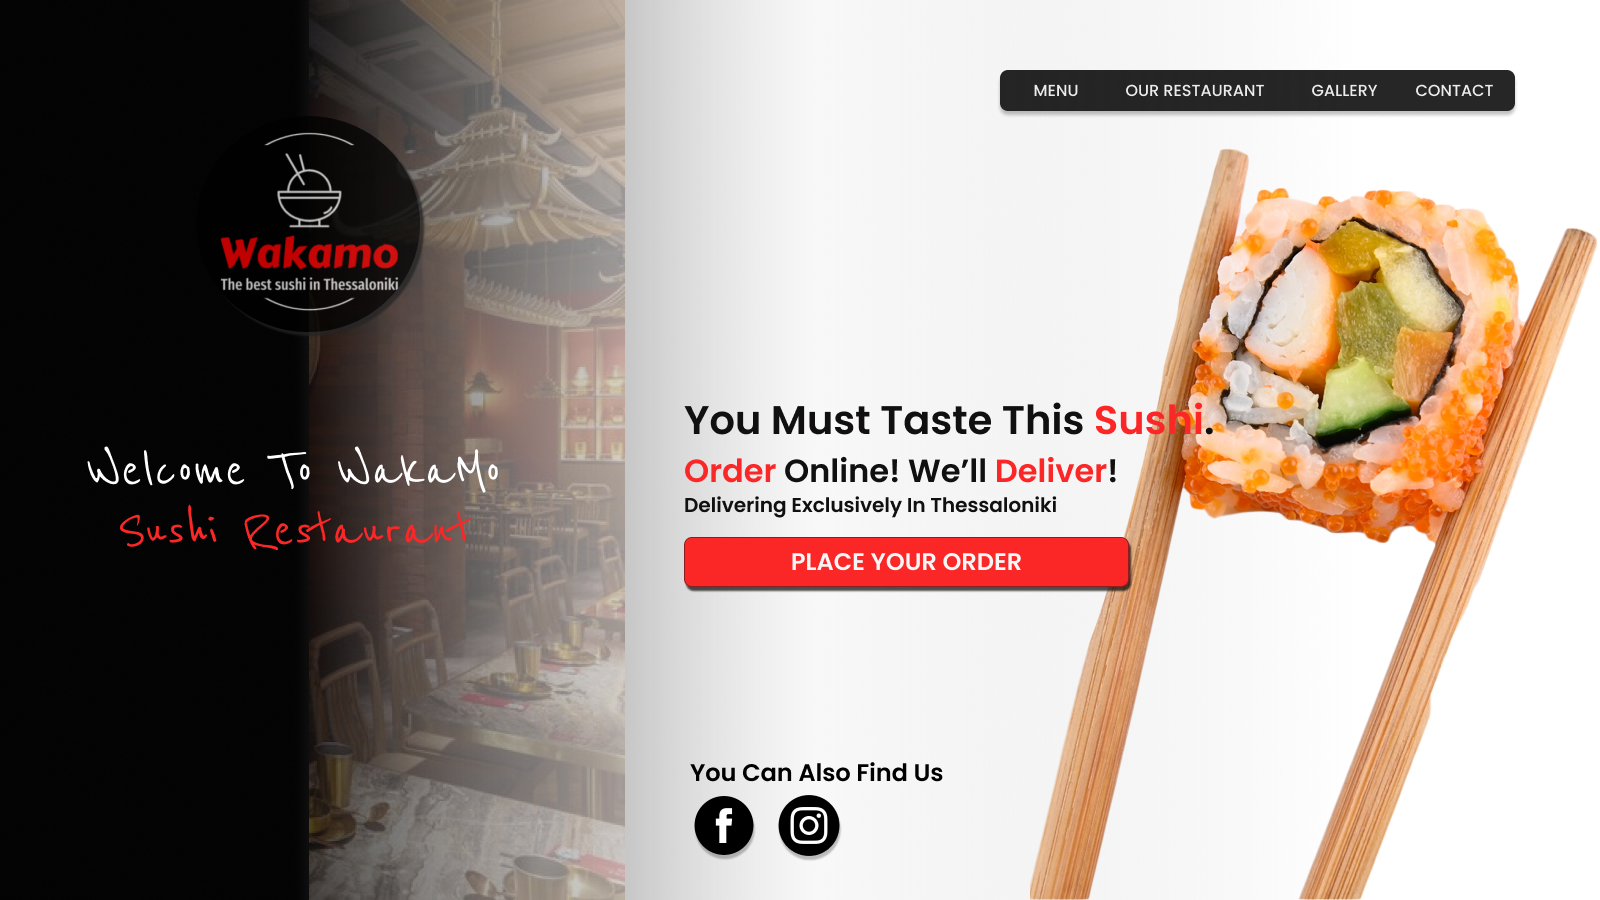 MENU OUR RESTAURANT GALLERY CONTACT
Wakamo
The best sushi in Thessaloniki
Welcome To WakaMo
Sushi Restaurant
You Must Taste This Sushi.
Order Online! We’ll Deliver!
Delivering Exclusively In Thessaloniki
PLACE YOUR ORDER
You Can Also Find Us